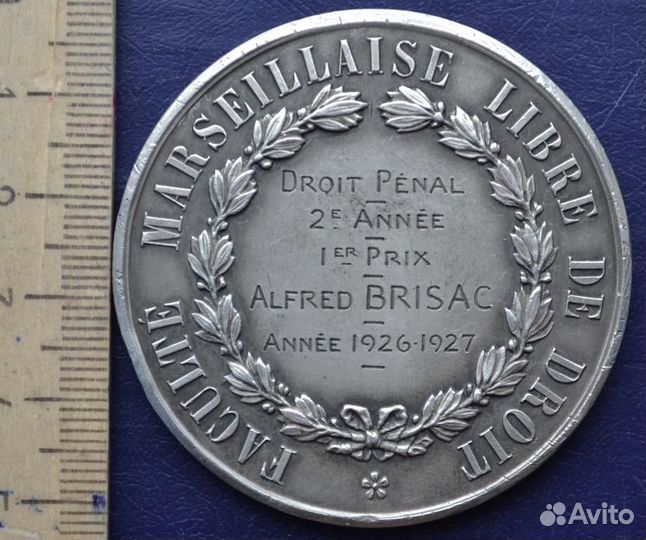 FACULTÉ MARSEILLAISE LIBRE DE DROIT
DROIT PÉNAL
2E ANNÉE
1ER PRIX
ALFRED BRISAC
ANNÉE 1926·1927
Avito